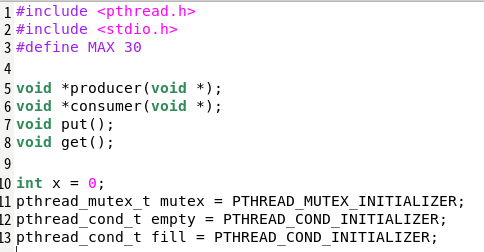 1 #include <pthread.h>
2 #include <stdio.h>
3 #define MAX 30
4
5 void *producer(void *);
6 void *consumer(void *);
7 void put();
8 void get();
9
10 int x = 0;
11 pthread_mutex_t mutex = PTHREAD_MUTEX_INITIALIZER;
12 pthread_cond_t empty = PTHREAD_COND_INITIALIZER;
13 pthread_cond_t fill = PTHREAD_COND_INITIALIZER;